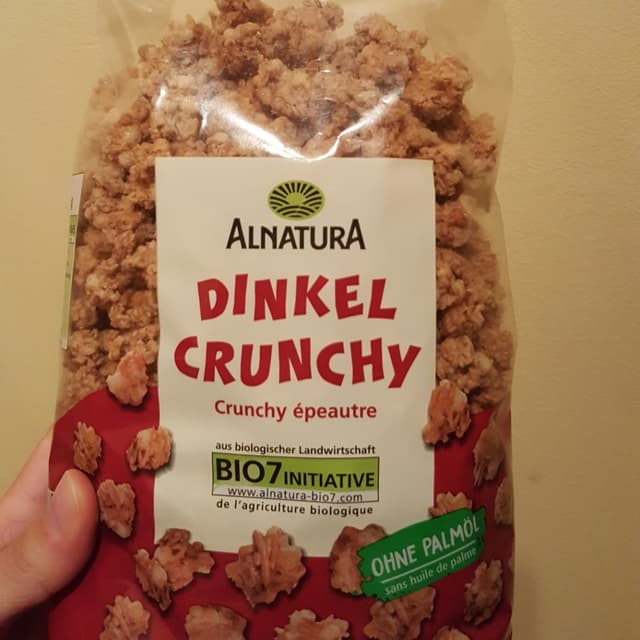 ALNATURA
DINKEL
CRUNCHY
Crunchy épeautre
aus biologischer Landwirtschaft
BIO7INITIATIVE
www.alnatura-bio7.com
de l'agriculture biologique
OHNE PALMÖL
sans huile de palme